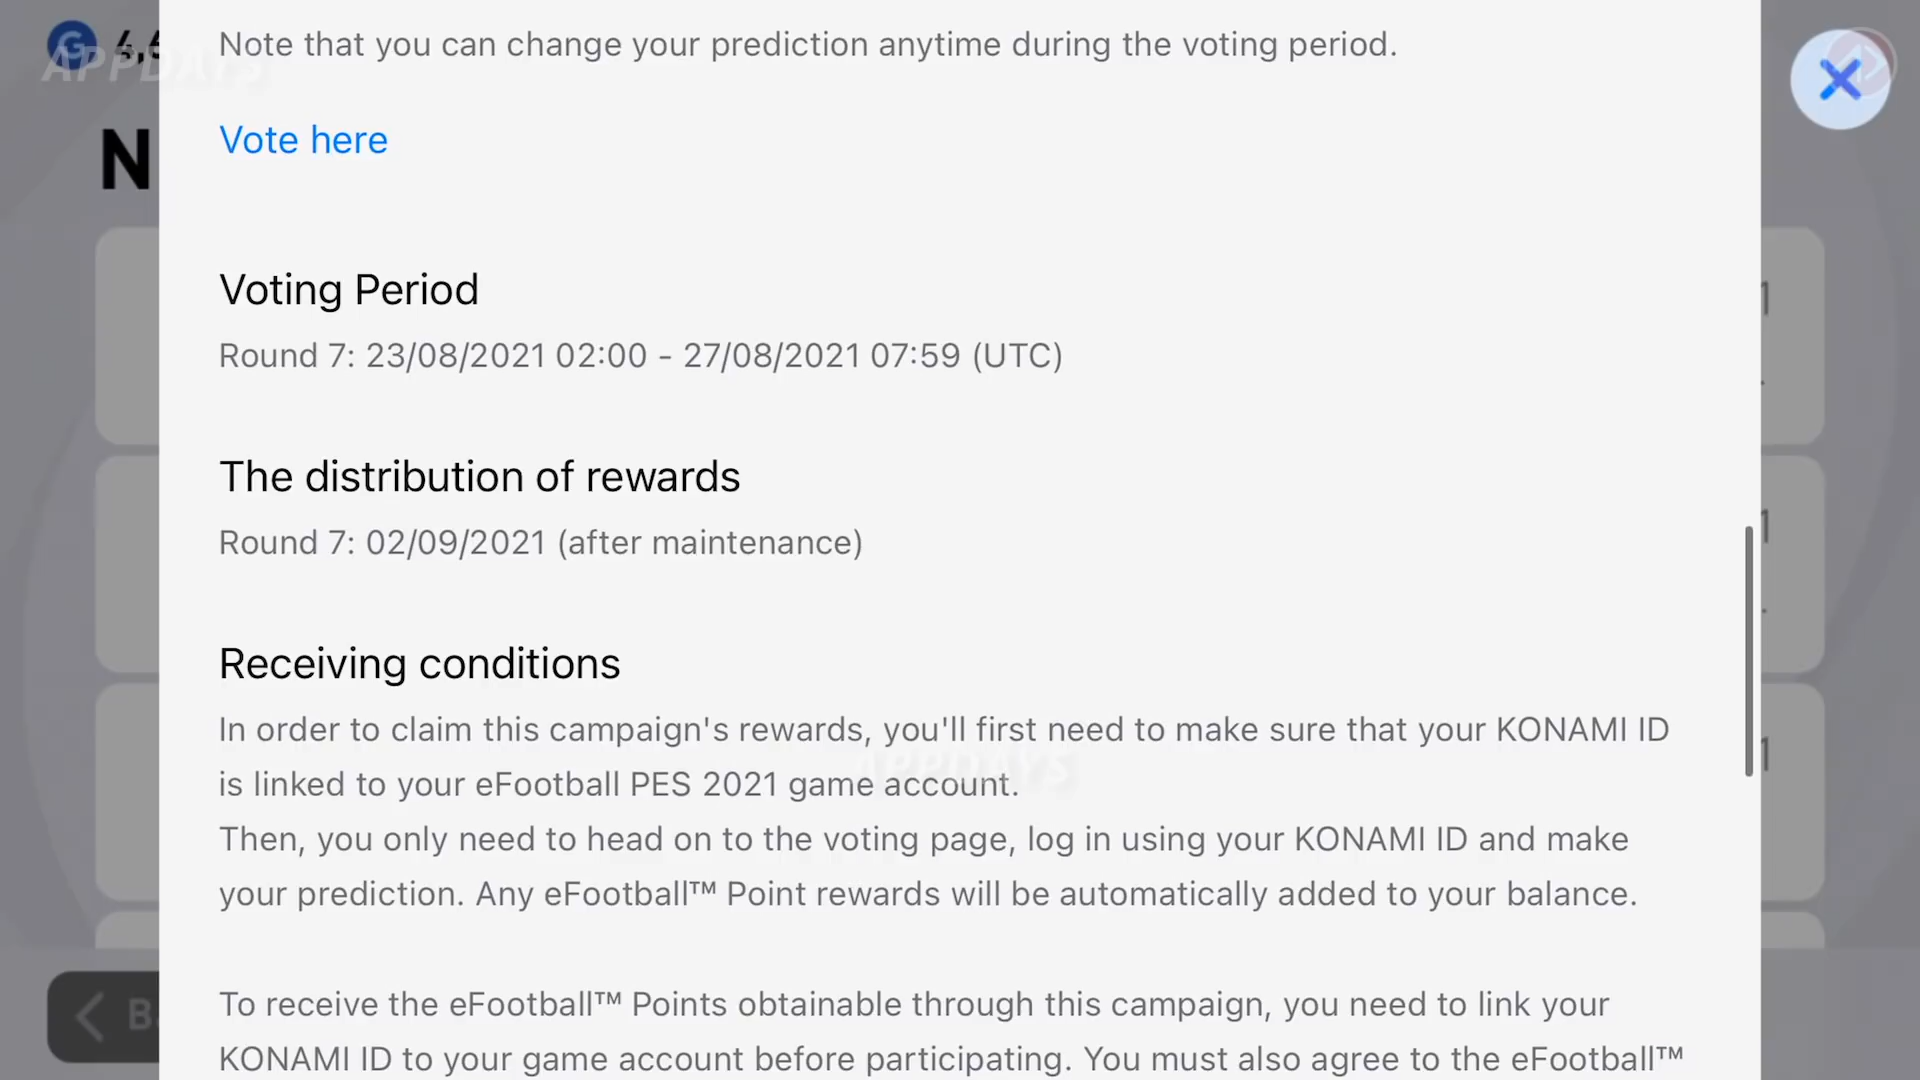 Note that you can change your prediction anytime during the voting period.
APPDAYS
Vote here
N
Voting Period
Round 7: 23/08/2021 02:00 - 27/08/2021 07:59 (UTC)
The distribution of rewards
Round 7: 02/09/2021 (after maintenance)
Receiving conditions
In order to claim this campaign's rewards, you'll first need to make sure that your KONAMI ID
APPDAYS
is linked to your eFootball PES 2021 game account.
Then, you only need to head on to the voting page, log in using your KONAMI ID and make
your prediction. Any eFootball™ Point rewards will be automatically added to your balance.
To receive the eFootball™ Points obtainable through this campaign, you need to link your
KONAMI ID to your game account before participating. You must also agree to the eFootball™